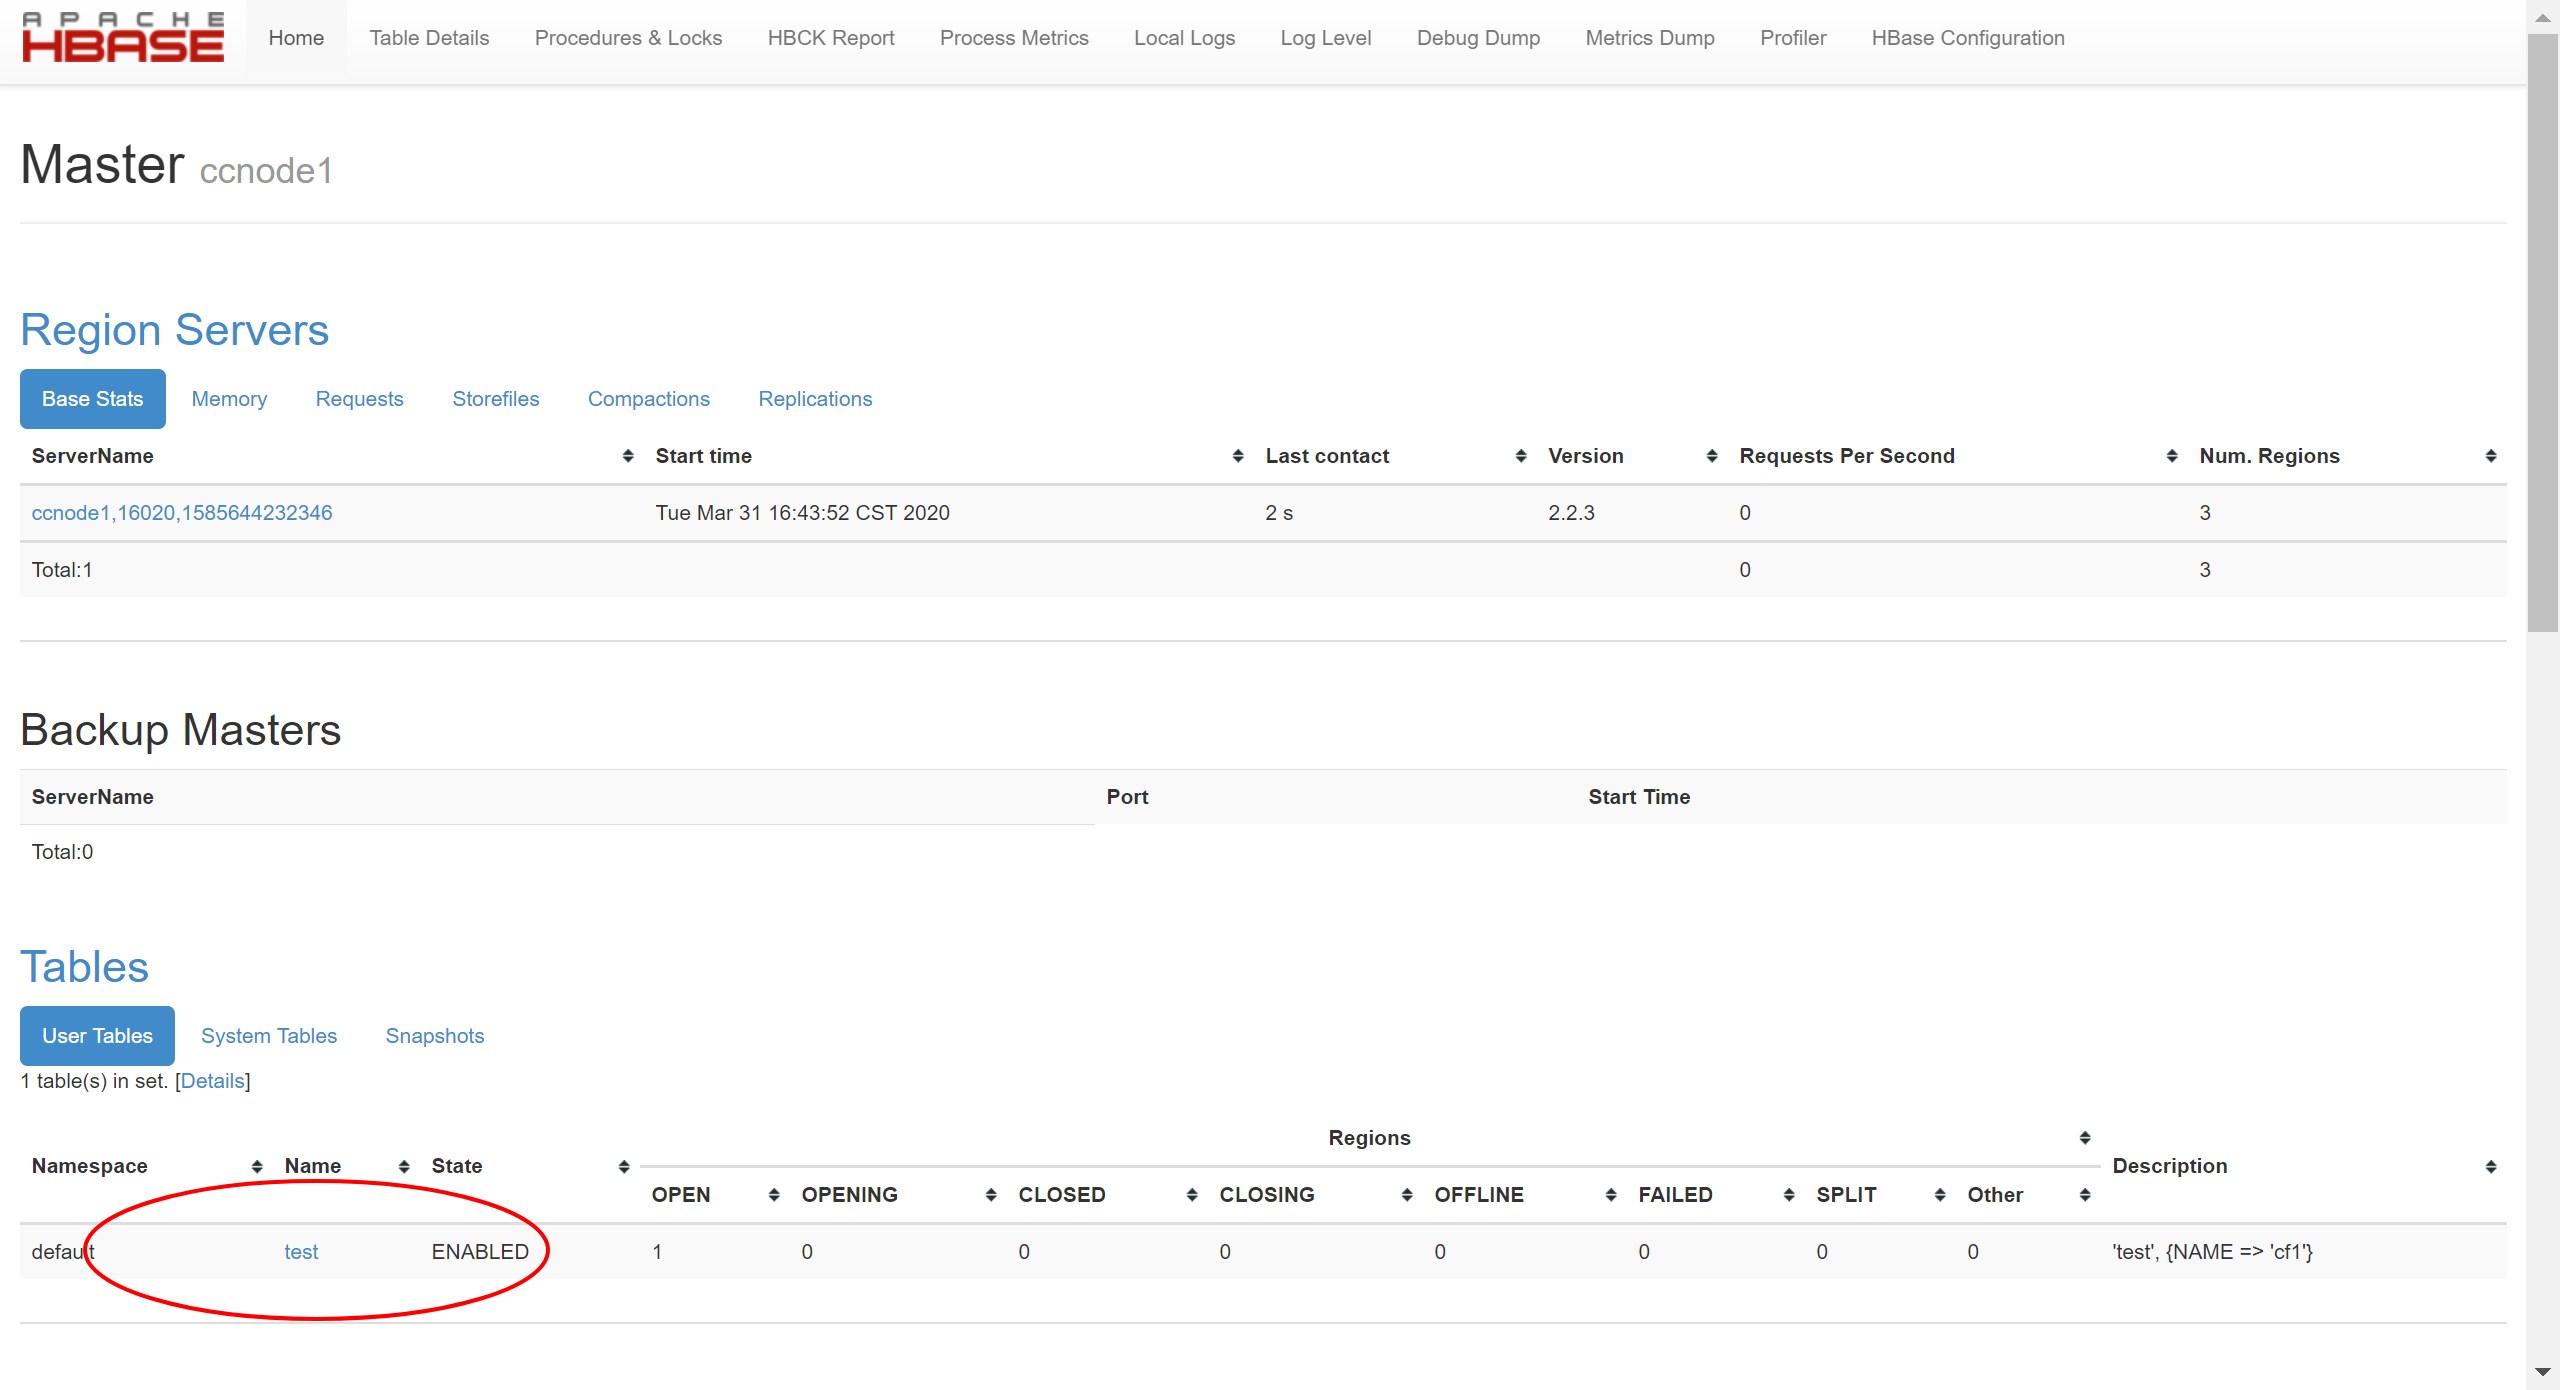 APACHE
HBASE
Home Table Details Procedures & Locks HBCK Report Process Metrics Local Logs Log Level Debug Dump Metrics Dump Profiler HBase Configuration
Master ccnode1
Region Servers
Base Stats Memory Requests Storefiles Compactions Replications
ServerName Start time Last contact Version Requests Per Second Num. Regions
ccnode1,16020,1585644232346 Tue Mar 31 16:43:52 CST 2020 2 s 2.2.3 0 3
Total:1 0 3
Backup Masters
ServerName Port Start Time
Total:0
Tables
User Tables System Tables Snapshots
1 table(s) in set. [Details]
Regions
Namespace Name State Description
OPEN OPENING CLOSED CLOSING OFFLINE FAILED SPLIT Other
default test ENABLED 1 0 0 0 0 0 0 0 'test', {NAME => 'cf1'}